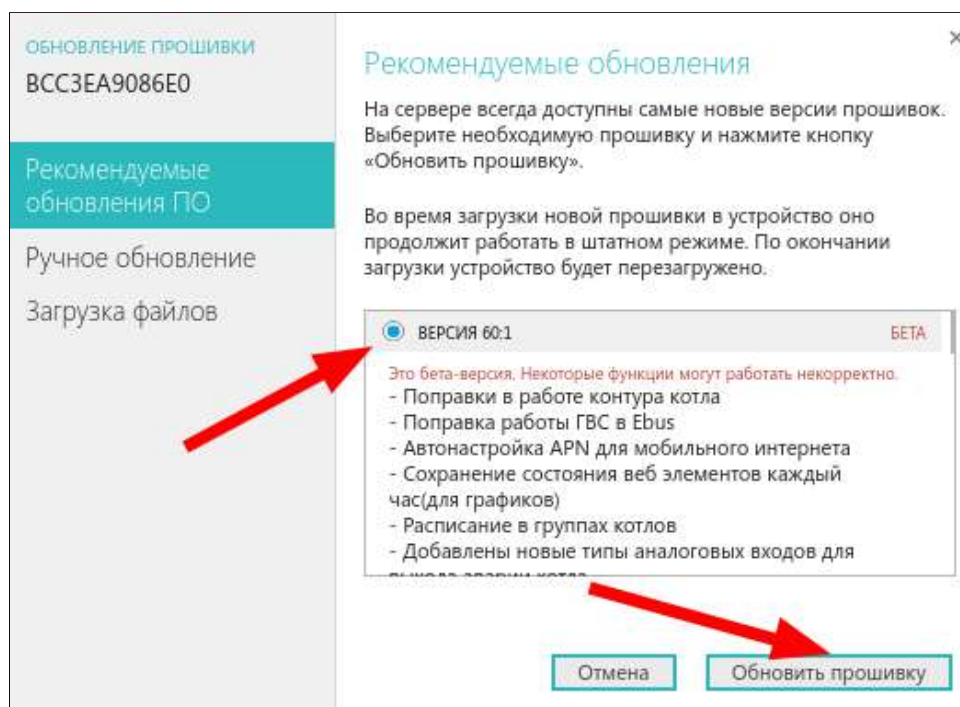 ОБНОВЛЕНИЕ ПРОШИВКИ
BCC3EA9086E0
Рекомендуемые
обновления ПО
Ручное обновление
Загрузка файлов
Рекомендуемые обновления
На сервере всегда доступны самые новые версии прошивок.
Выберите необходимую прошивку и нажмите кнопку
«Обновить прошивку».
Во время загрузки новой прошивки в устройство оно
продолжит работать в штатном режиме. По окончании
загрузки устройство будет перезагружено.
ВЕРСИЯ 60:1 БЕТА
Это бета-версия. Некоторые функции могут работать некорректно.
- Поправки в работе контура котла
- Поправка работы ГВС в Ebus
- Автонастройка APN для мобильного интернета
- Сохранение состояния веб элементов каждый
час(для графиков)
- Расписание в группах котлов
- Добавлены новые типы аналоговых входов для
выхода аварии котла
Отмена Обновить прошивку